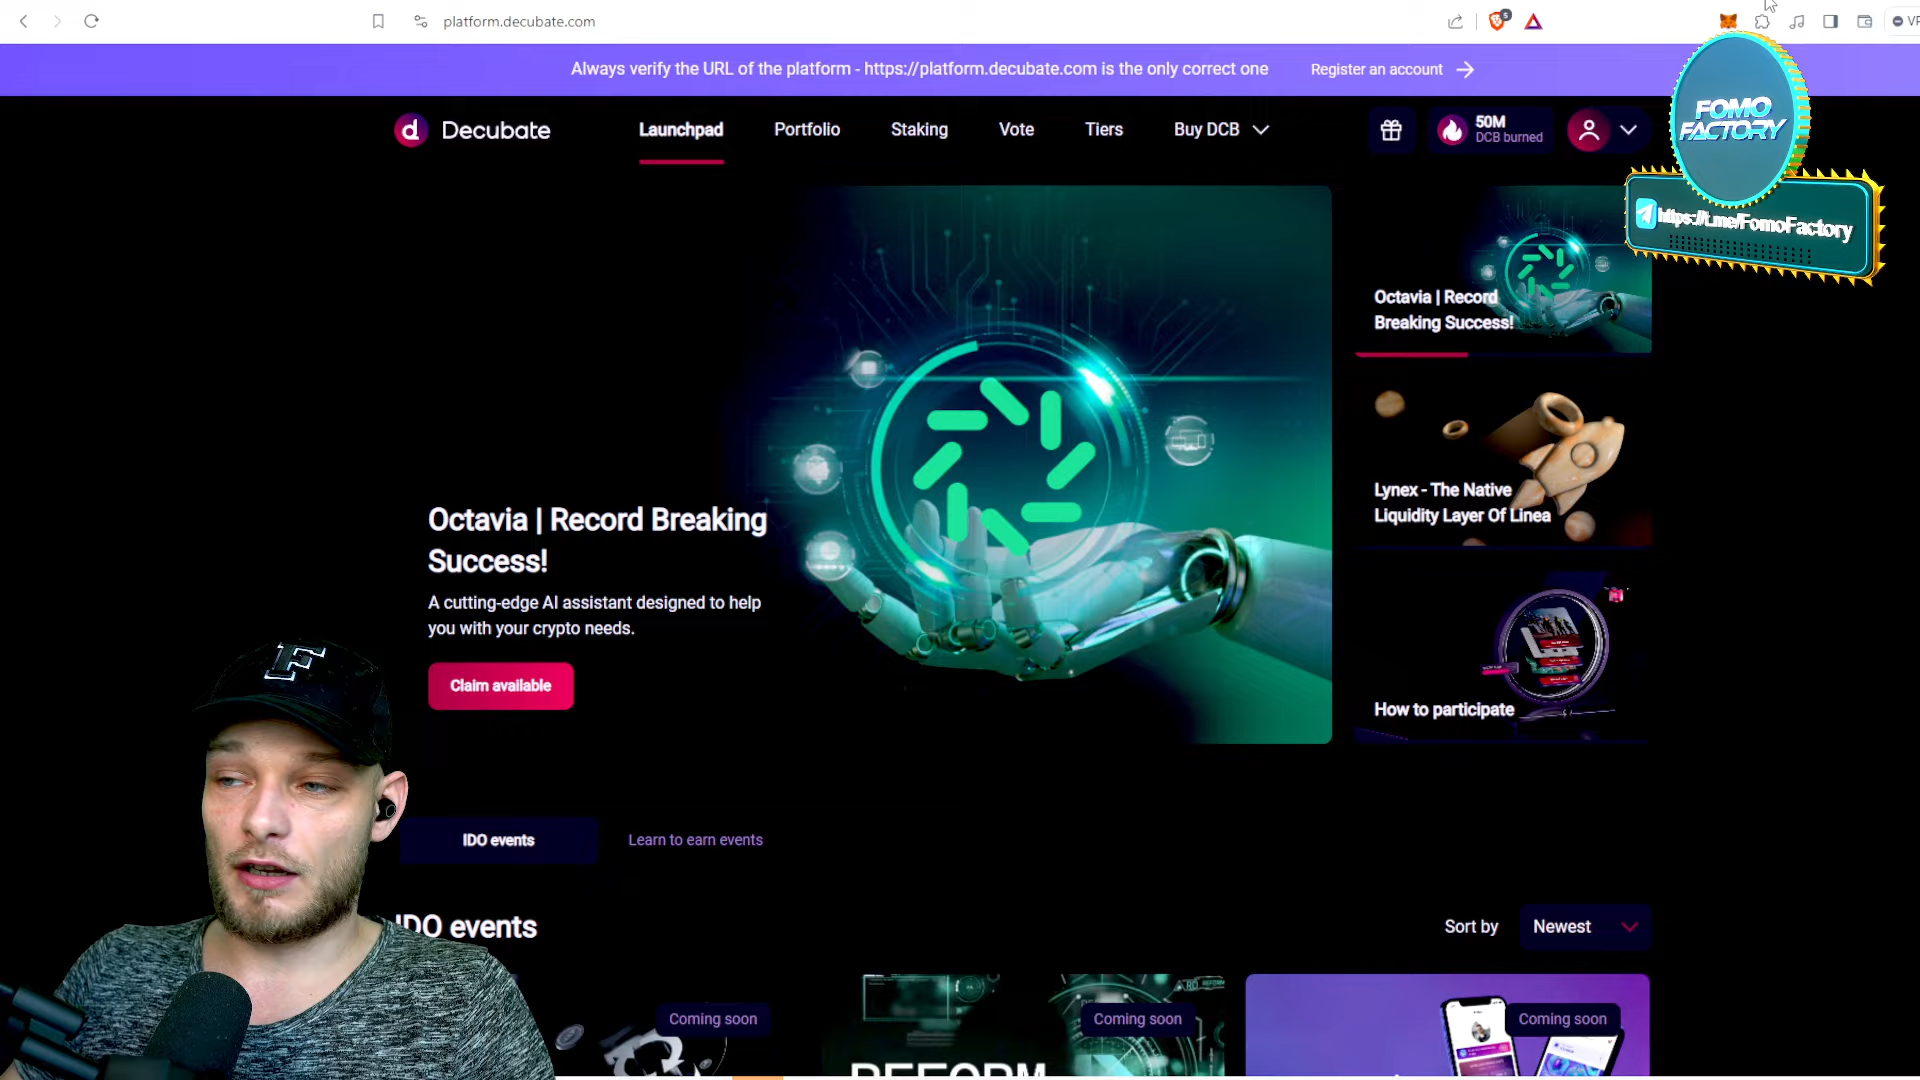 platform.decubate.com
5
VP
Always verify the URL of the platform - https://platform.decubate.com is the only correct one
Register an account
d Decubate
Launchpad
Portfolio
Staking
Vote
Tiers
Buy DCB
50M
DCB burned
FOMO
FACTORY
https://t.me/FomoFactory
Octavia | Record
Breaking Success!
Lynex - The Native
Liquidity Layer Of Linea
How to participate
Octavia | Record Breaking
Success!
A cutting-edge AI assistant designed to help
you with your crypto needs.
Claim available
F
IDO events
Learn to earn events
IDO events
Sort by
Newest
Coming soon
Coming soon
Coming soon
REFORM